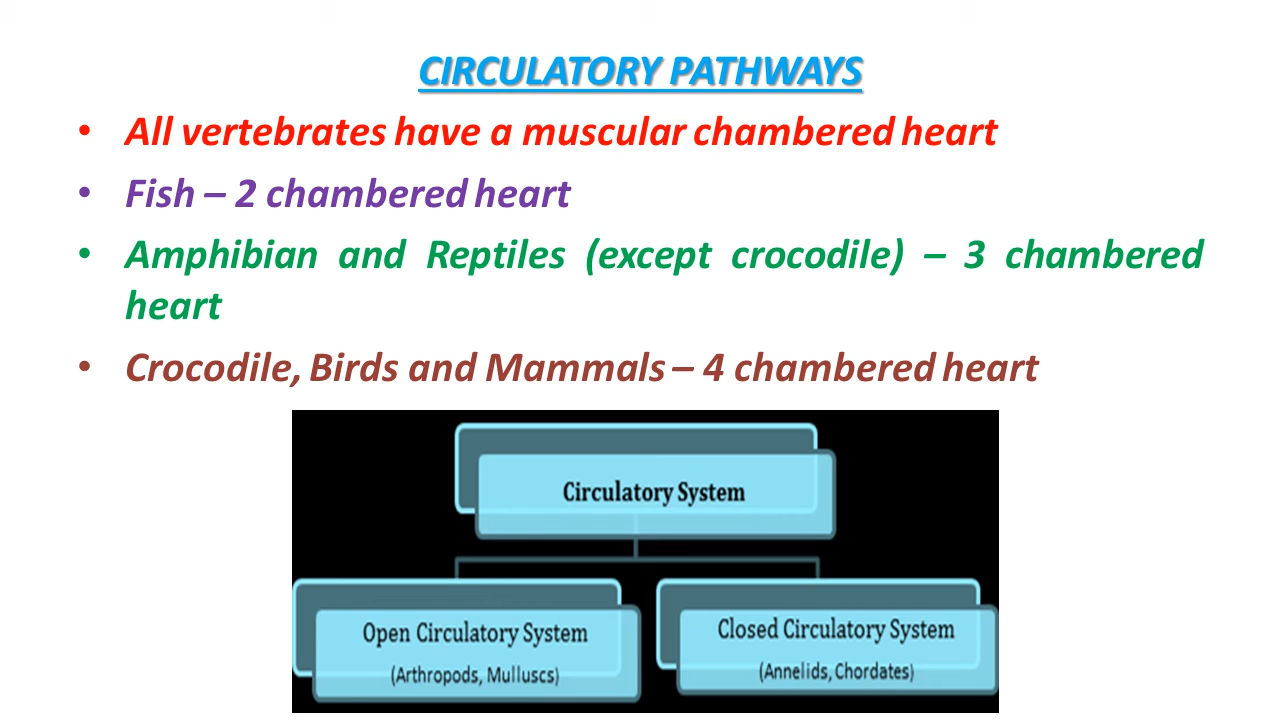 CIRCULATORY PATHWAYS
• All vertebrates have a muscular chambered heart
• Fish – 2 chambered heart
• Amphibian and Reptiles (except crocodile) – 3 chambered
heart
• Crocodile, Birds and Mammals – 4 chambered heart
Circulatory System
Open Circulatory System
(Arthropods, Mulluscs)
Closed Circulatory System
(Annelids, Chordates)